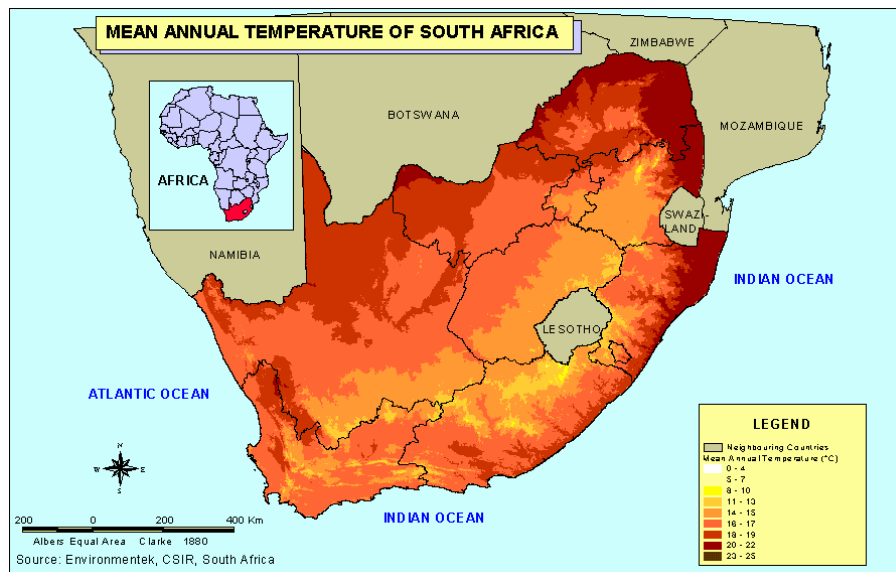 MEAN ANNUAL TEMPERATURE OF SOUTH AFRICA
ZIMBABWE
BOTSWANA
MOZAMBIQUE
AFRICA
SWAZI-
LAND
NAMIBIA
INDIAN OCEAN
LESOTHO
ATLANTIC OCEAN
LEGEND
Neighbouring Countries
Mean Annual Temperature (°C)
0 - 4
5 - 7
8 - 10
11 - 13
14 - 15
16 - 17
18 - 19
20 - 22
23 - 25
N
W E
S
INDIAN OCEAN
200 0 200 400 Km
Albers Equal Area Clarke 1880
Source: Environmentek, CSIR, South Africa